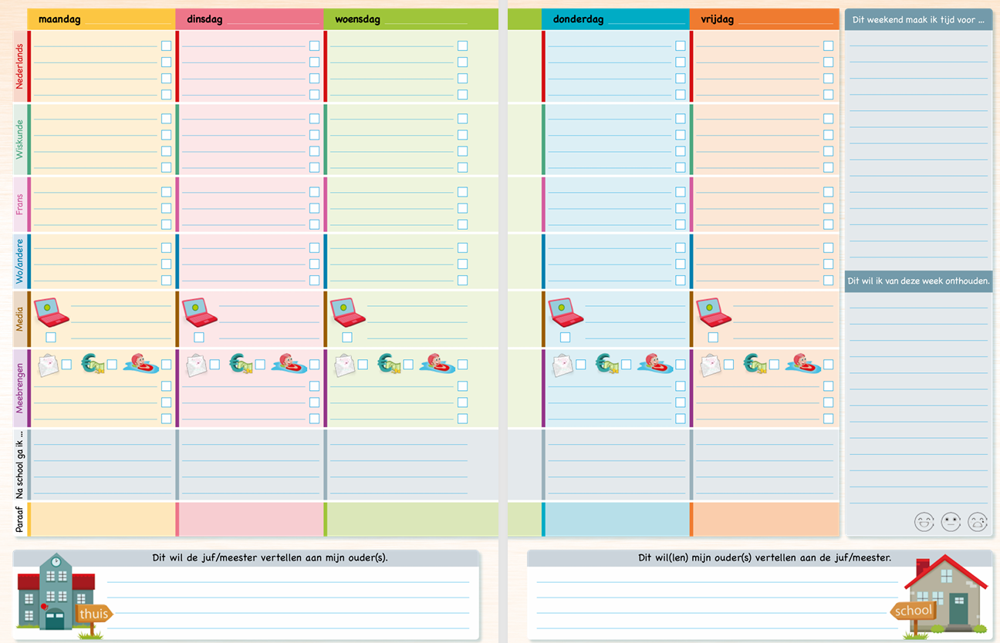 maandag
dinsdag
woensdag
donderdag
vrijdag
Dit weekend maak ik tijd voor ...
Nederlands
Wiskunde
Frans
Wo/andere
Dit wil ik van deze week onthouden.
Media
Meebrengen
Na school ga ik ...
Paraaf
Dit wil de juf/meester vertellen aan mijn ouder(s).
thuis
Dit wil(len) mijn ouder(s) vertellen aan de juf/meester.
school